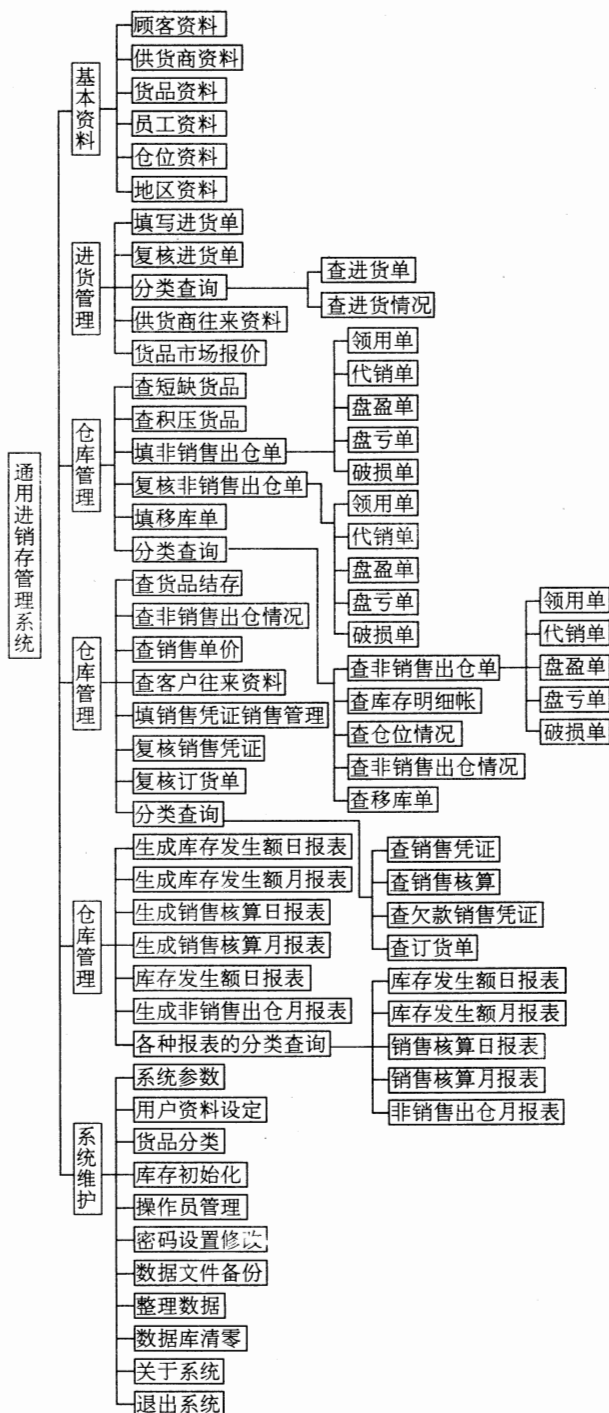 通用进销存管理系统
基本资料
顾客资料
供货商资料
货品资料
员工资料
仓位资料
地区资料
进货管理
填写进货单
复核进货单
分类查询
查进货单
查进货情况
供货商往来资料
货品市场报价
仓库管理
查短缺货品
查积压货品
填非销售出仓单
领用单
代销单
盘盈单
盘亏单
破损单
复核非销售出仓单
领用单
代销单
盘盈单
盘亏单
破损单
填移库单
分类查询
查非销售出仓单
领用单
代销单
盘盈单
盘亏单
破损单
查库存明细帐
查仓位情况
查非销售出仓情况
查移库单
仓库管理
查货品结存
查非销售出仓情况
查销售单价
查客户往来资料
填销售凭证销售管理
复核销售凭证
复核订货单
分类查询
查销售凭证
查销售核算
查欠款销售凭证
查订货单
仓库管理
生成库存发生额日报表
生成库存发生额月报表
生成销售核算日报表
生成销售核算月报表
库存发生额日报表
生成非销售出仓月报表
各种报表的分类查询
库存发生额日报表
库存发生额月报表
销售核算日报表
销售核算月报表
非销售出仓月报表
系统维护
系统参数
用户资料设定
货品分类
库存初始化
操作员管理
密码设置修改
数据文件备份
整理数据
数据库清零
关于系统
退出系统